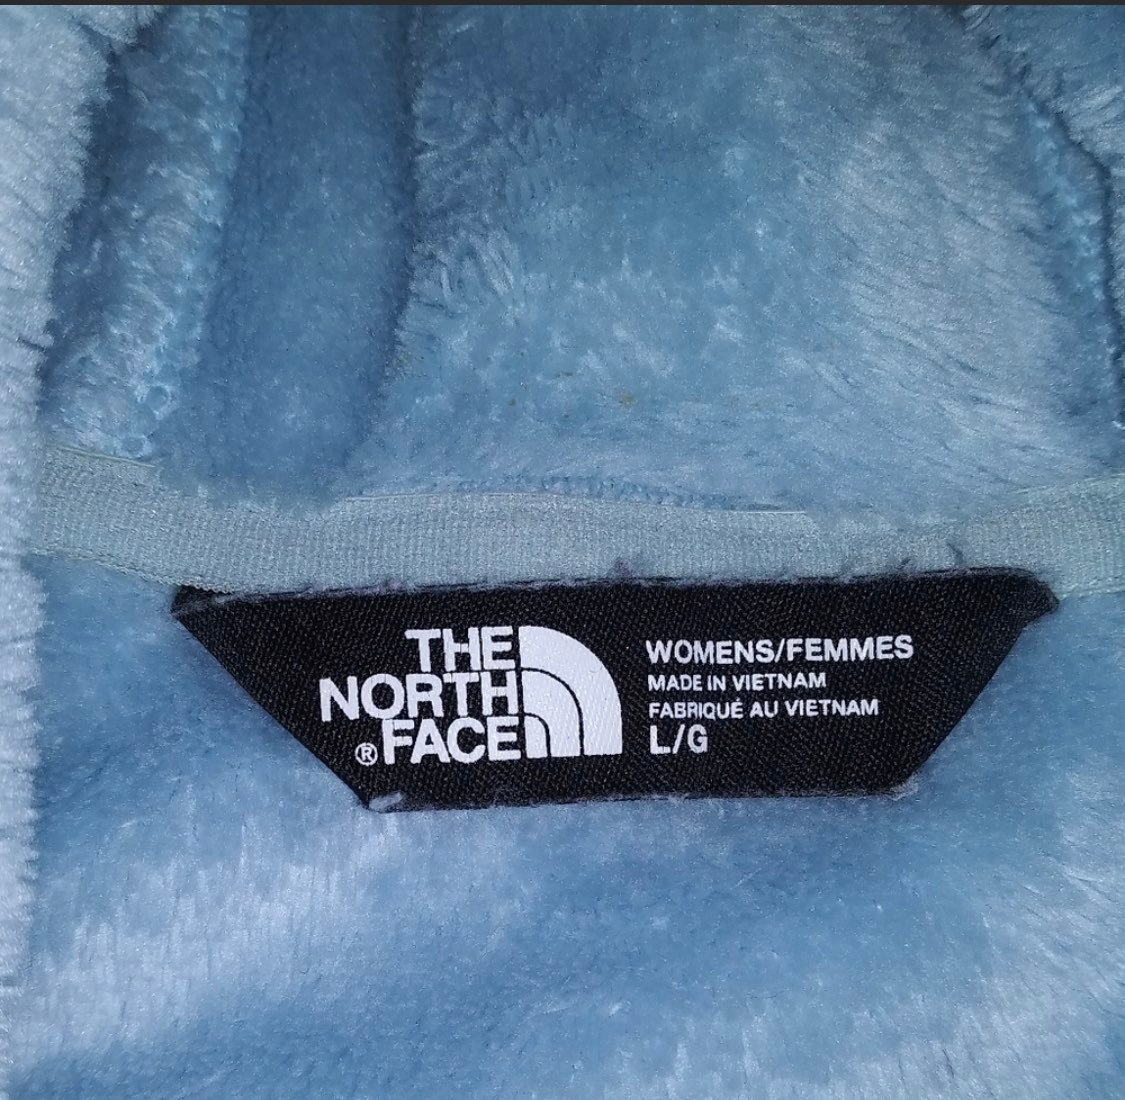 THE
NORTH
®FACE
WOMENS/FEMMES
MADE IN VIETNAM
FABRIQUÉ AU VIETNAM
L/G